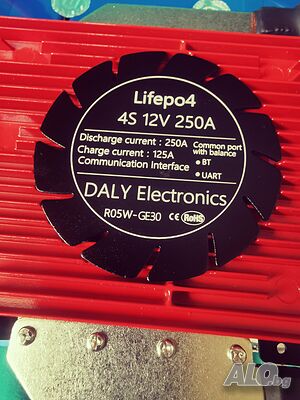 Lifepo4
4S 12V 250A
Discharge current : 250A
Charge current : 125A
Communication Interface
Common port
with balance
• BT
• UART
DALY Electronics
R05W-GE30 CE RoHS
ALO.bg